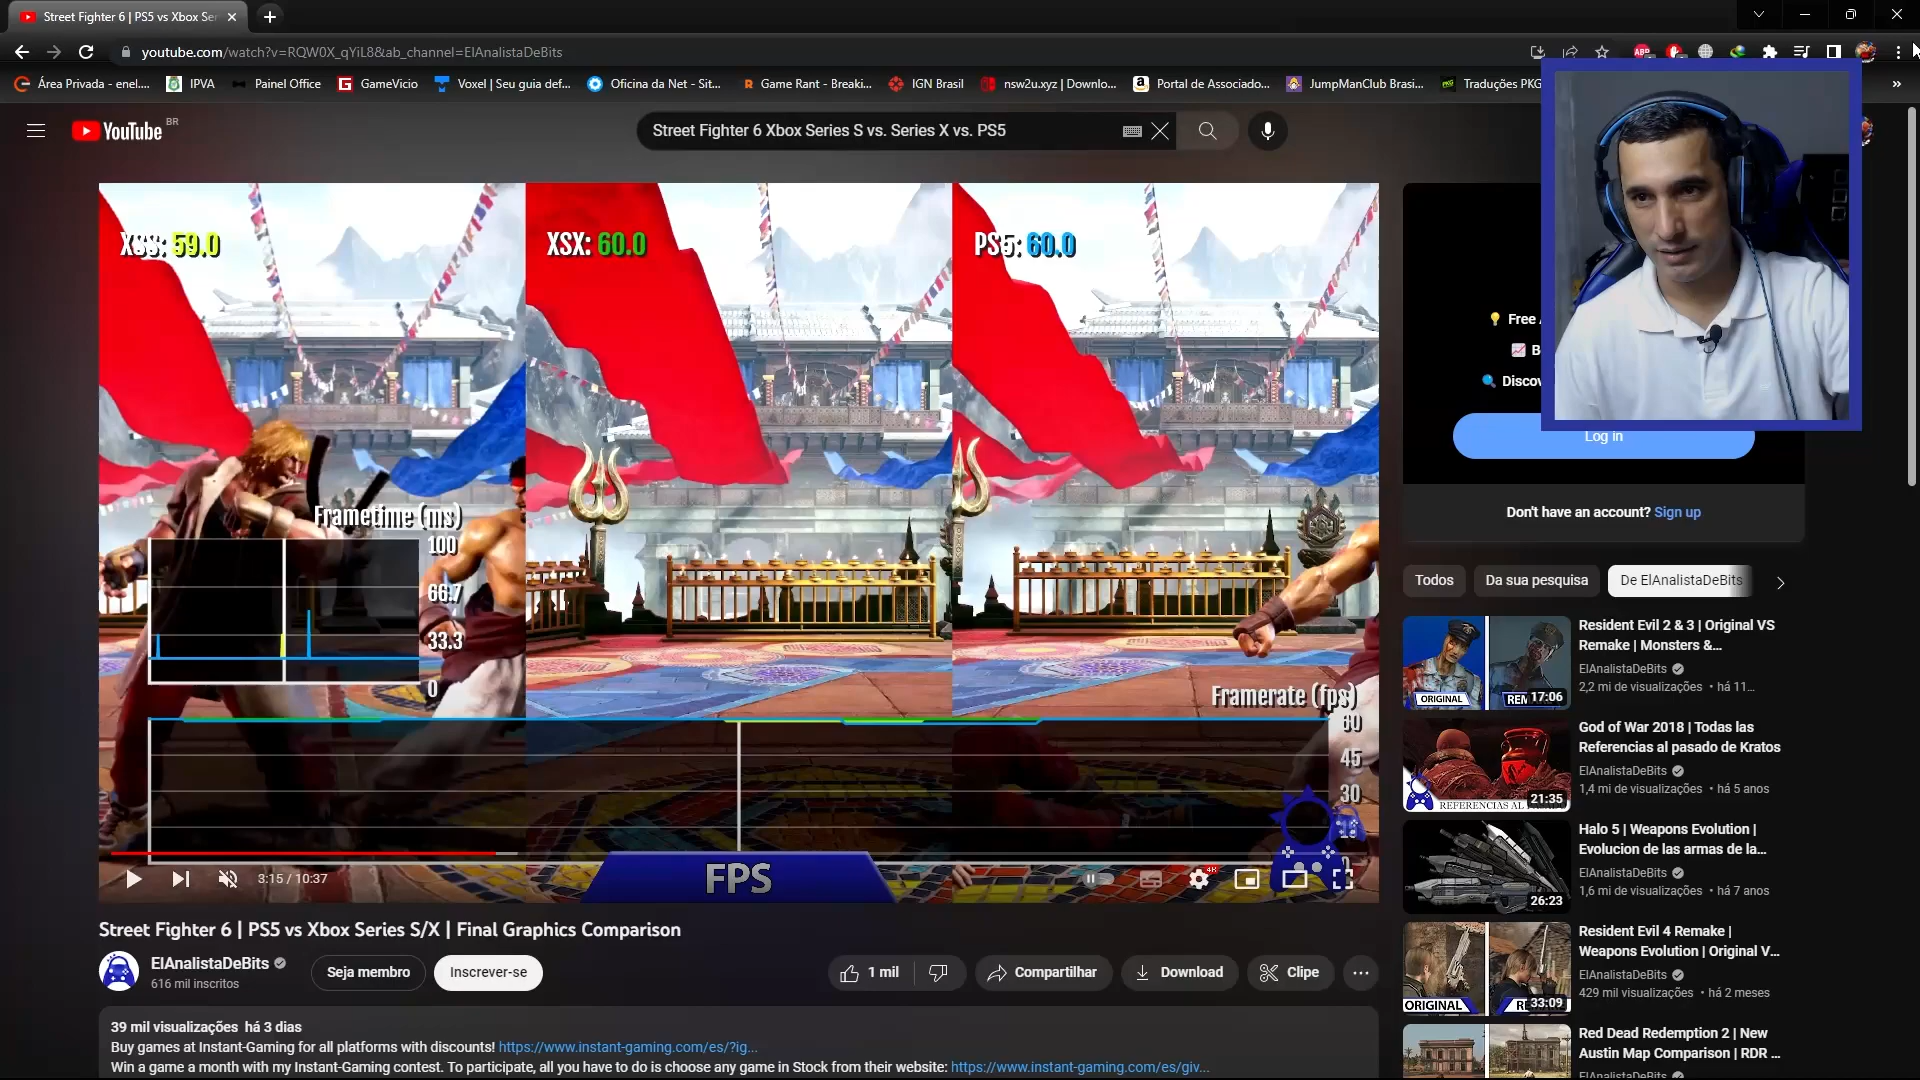 Street Fighter 6 | PS5 vs Xbox Ser
youtube.com/watch?v=RQW0X_qYiL8&ab_channel=ElAnalistaDeBits
Área Privada - enel....
IPVA
Painel Office
GameVicio
Voxel | Seu guia def...
Oficina da Net - Sit...
Game Rant - Breaki...
IGN Brasil
nsw2u.xyz | Downlo...
Portal de Associado...
JumpManClub Brasi...
Traduções PKG
»
YouTube BR
Street Fighter 6 Xbox Series S vs. Series X vs. PS5
XSS: 59.0
XSX: 60.0
PS5: 60.0
Frametime (ms)
100
66.7
33.3
0
Framerate (fps)
60
45
30
FPS
3:15 / 10:37
4K
Street Fighter 6 | PS5 vs Xbox Series S/X | Final Graphics Comparison
ElAnalistaDeBits
616 mil inscritos
Seja membro
Inscrever-se
1 mil
Compartilhar
Download
Clipe
39 mil visualizações há 3 dias
Buy games at Instant-Gaming for all platforms with discounts! https://www.instant-gaming.com/es/?ig...
Win a game a month with my Instant-Gaming contest. To participate, all you have to do is choose any game in Stock from their website: https://www.instant-gaming.com/es/giv...
Free
Discov
Log in
Don't have an account? Sign up
Todos
Da sua pesquisa
De ElAnalistaDeBits
ORIGINAL
REM
17:06
Resident Evil 2 & 3 | Original VS
Remake | Monsters &...
ElAnalistaDeBits
2,2 mi de visualizações • há 11...
REFERENCIAS AL
21:35
God of War 2018 | Todas las
Referencias al pasado de Kratos
ElAnalistaDeBits
1,4 mi de visualizações • há 5 anos
26:23
Halo 5 | Weapons Evolution |
Evolucion de las armas de la...
ElAnalistaDeBits
1,6 mi de visualizações • há 7 anos
ORIGINAL
33:09
Resident Evil 4 Remake |
Weapons Evolution | Original V...
ElAnalistaDeBits
429 mil visualizações • há 2 meses
Red Dead Redemption 2 | New
Austin Map Comparison | RDR ...
ElAnalistaDeBits